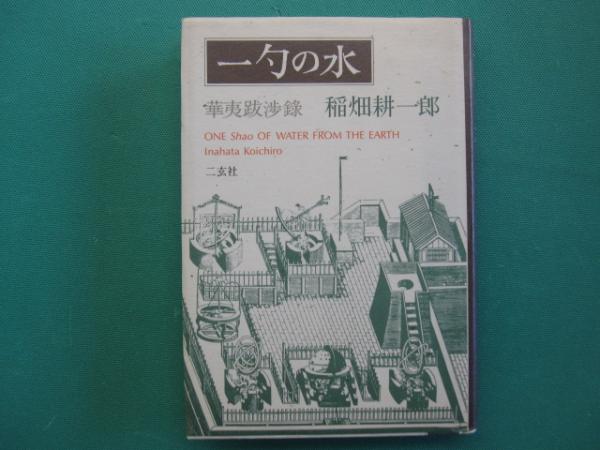 一勺の水
華夷跋渉錄 稲畑耕一郎
ONE Shao OF WATER FROM THE EARTH
Inahata Koichiro
二玄社